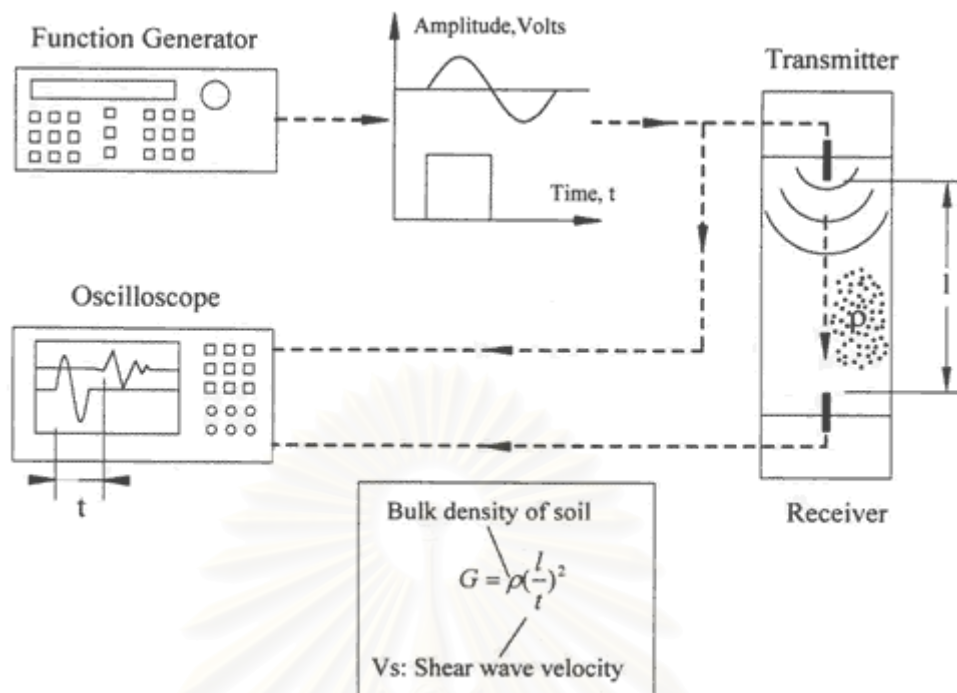 Function Generator
Amplitude,Volts
Transmitter
Time, t
l
ρ
Oscilloscope
t
Receiver
Bulk density of soil
G = ρ(l/t)²
Vs: Shear wave velocity